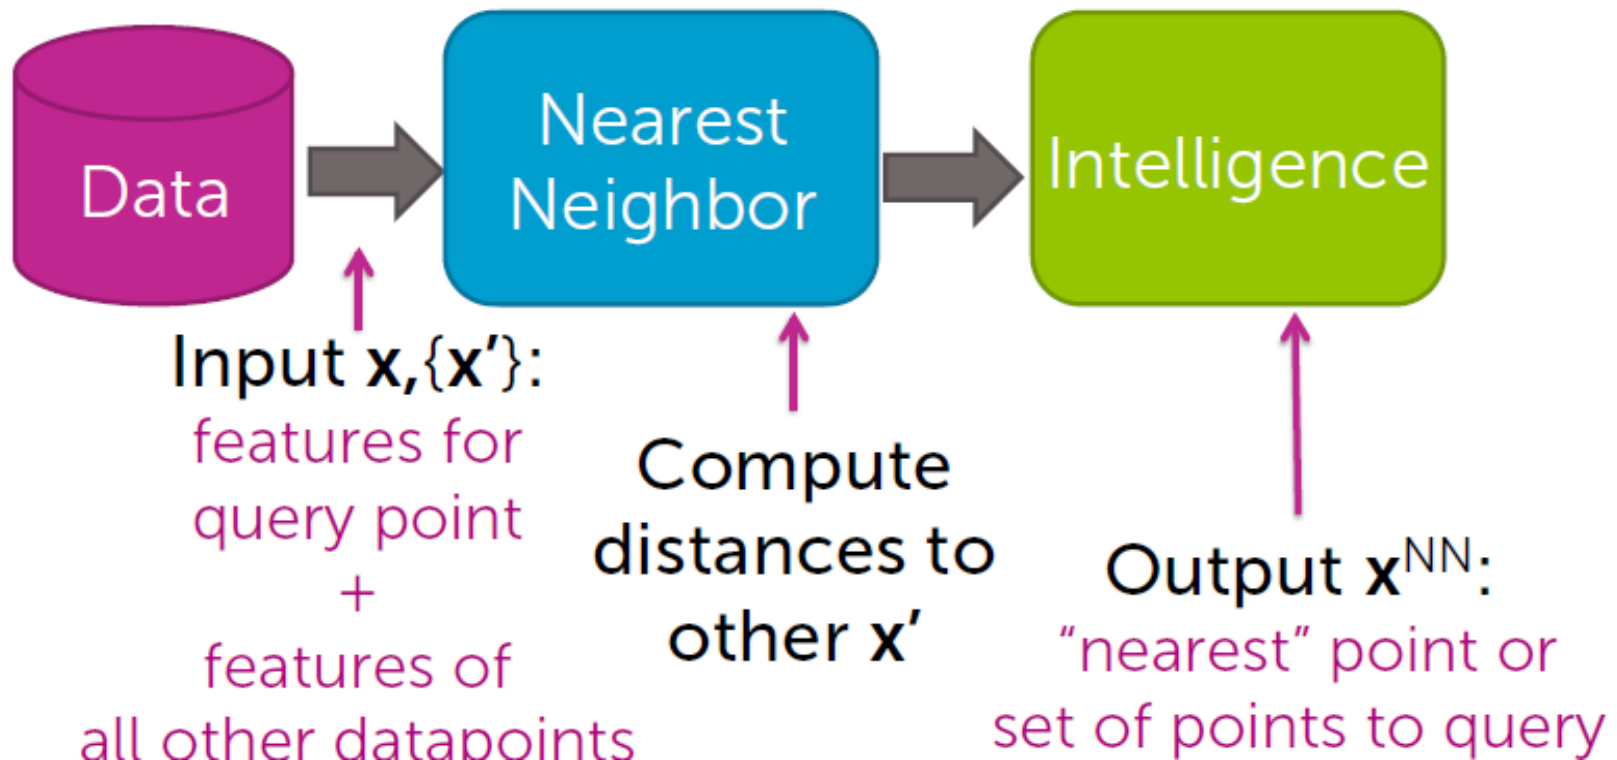 Data
Nearest
Neighbor
Intelligence
Input x,{x’}:
features for
query point
+
features of
all other datapoints
Compute
distances to
other x’
Output xᴺᴺ:
“nearest” point or
set of points to query